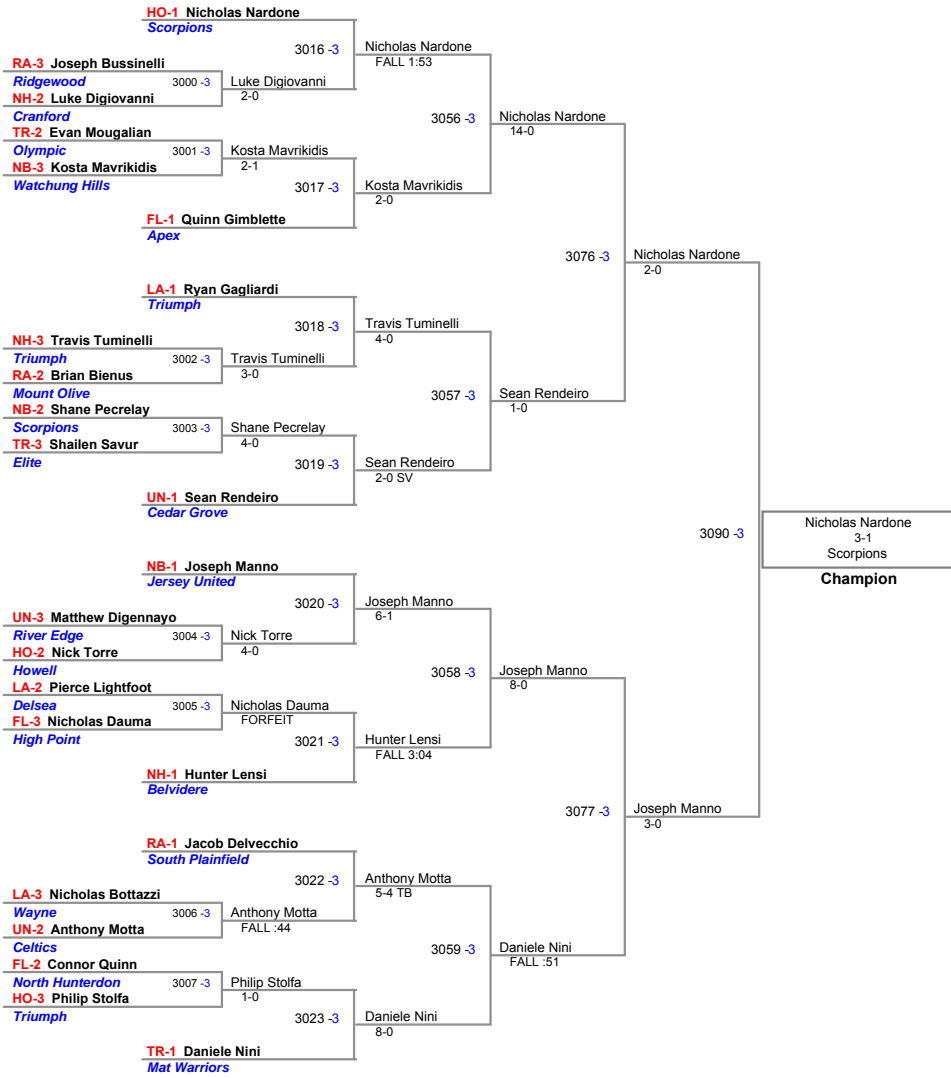 HO-1 Nicholas Nardone
Scorpions
3016 -3
Nicholas Nardone
FALL 1:53
RA-3 Joseph Bussinelli
Ridgewood
3000 -3
Luke Digiovanni
2-0
NH-2 Luke Digiovanni
Cranford
3056 -3
Nicholas Nardone
14-0
TR-2 Evan Mougalian
Olympic
3001 -3
Kosta Mavrikidis
2-1
NB-3 Kosta Mavrikidis
Watchung Hills
3017 -3
Kosta Mavrikidis
2-0
FL-1 Quinn Gimblette
Apex
3076 -3
Nicholas Nardone
2-0
LA-1 Ryan Gagliardi
Triumph
3018 -3
Travis Tuminelli
4-0
NH-3 Travis Tuminelli
Triumph
3002 -3
Travis Tuminelli
3-0
RA-2 Brian Bienus
Mount Olive
3057 -3
Sean Rendeiro
1-0
NB-2 Shane Pecrelay
Scorpions
3003 -3
Shane Pecrelay
4-0
TR-3 Shailen Savur
Elite
3019 -3
Sean Rendeiro
2-0 SV
UN-1 Sean Rendeiro
Cedar Grove
3090 -3
Nicholas Nardone
3-1
Scorpions
Champion
NB-1 Joseph Manno
Jersey United
3020 -3
Joseph Manno
6-1
UN-3 Matthew Digennayo
River Edge
3004 -3
Nick Torre
4-0
HO-2 Nick Torre
Howell
3058 -3
Joseph Manno
8-0
LA-2 Pierce Lightfoot
Delsea
3005 -3
Nicholas Dauma
FORFEIT
FL-3 Nicholas Dauma
High Point
3021 -3
Hunter Lensi
FALL 3:04
NH-1 Hunter Lensi
Belvidere
3077 -3
Joseph Manno
3-0
RA-1 Jacob Delvecchio
South Plainfield
3022 -3
Anthony Motta
5-4 TB
LA-3 Nicholas Bottazzi
Wayne
3006 -3
Anthony Motta
FALL :44
UN-2 Anthony Motta
Celtics
3059 -3
Daniele Nini
FALL :51
FL-2 Connor Quinn
North Hunterdon
3007 -3
Philip Stolfa
1-0
HO-3 Philip Stolfa
Triumph
3023 -3
Daniele Nini
8-0
TR-1 Daniele Nini
Mat Warriors